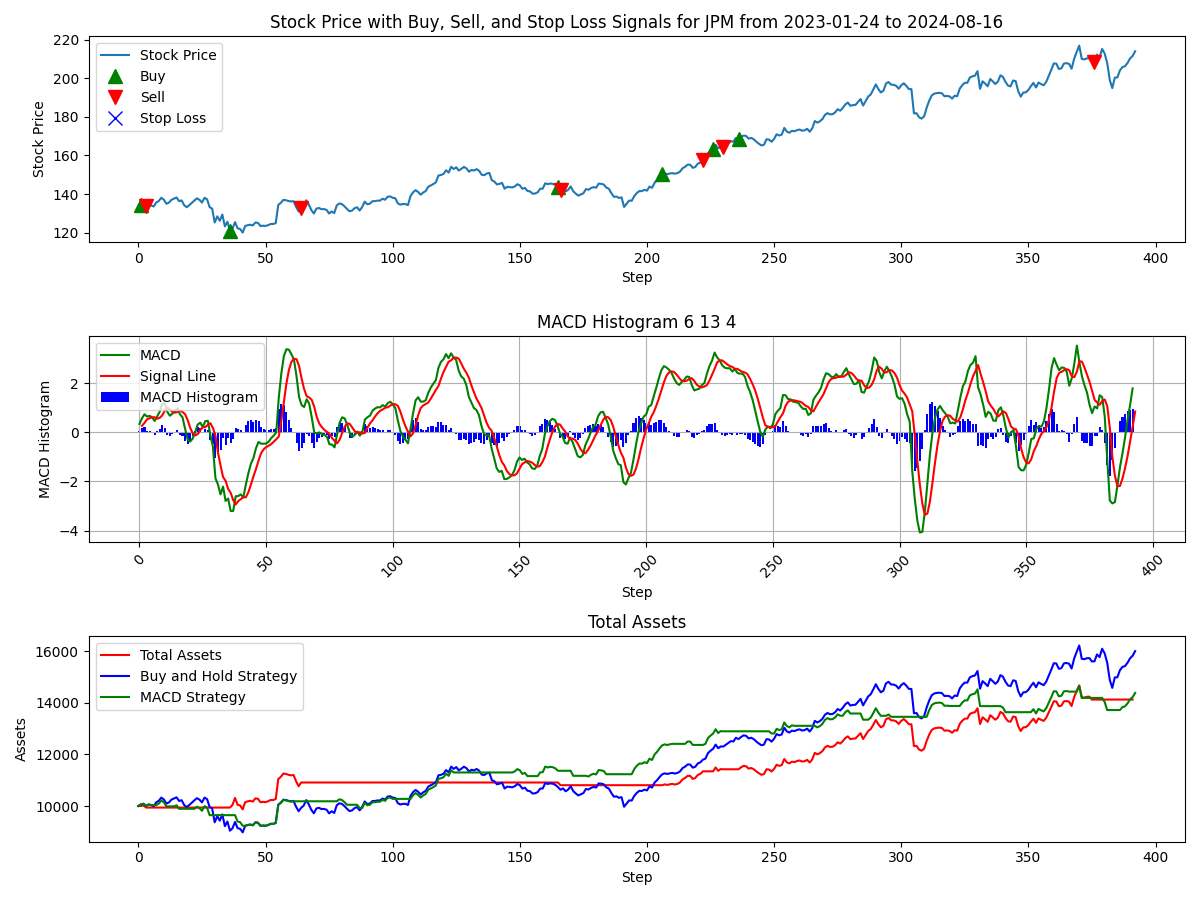 Stock Price with Buy, Sell, and Stop Loss Signals for JPM from 2023-01-24 to 2024-08-16
Stock Price
220
200
180
160
140
120
Stock Price
Buy
Sell
Stop Loss
0 50 100 150 200 250 300 350 400
Step
MACD Histogram 6 13 4
MACD Histogram
2
0
−2
−4
MACD
Signal Line
MACD Histogram
0 50 100 150 200 250 300 350 400
Step
Total Assets
Assets
16000
14000
12000
10000
Total Assets
Buy and Hold Strategy
MACD Strategy
0 50 100 150 200 250 300 350 400
Step